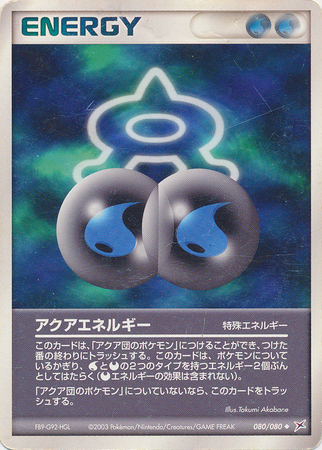 ENERGY
アクアエネルギー 特殊エネルギー
このカードは、「アクア団のポケモン」につけることができ、つけ
た番の終わりにトラッシュする。このカードは、ポケモンについて
いるかぎり、と の2つのタイプを持つエネルギー2個ぶん
としてはたらく( エネルギーの効果は含まれない)。
「アクア団のポケモン」についていないなら、このカードをトラッ
シュする。
Illus.Takumi Akabane
FB9-G92-HGL ©2003 Pokémon/Nintendo/Creatures/GAME FREAK. 080/080